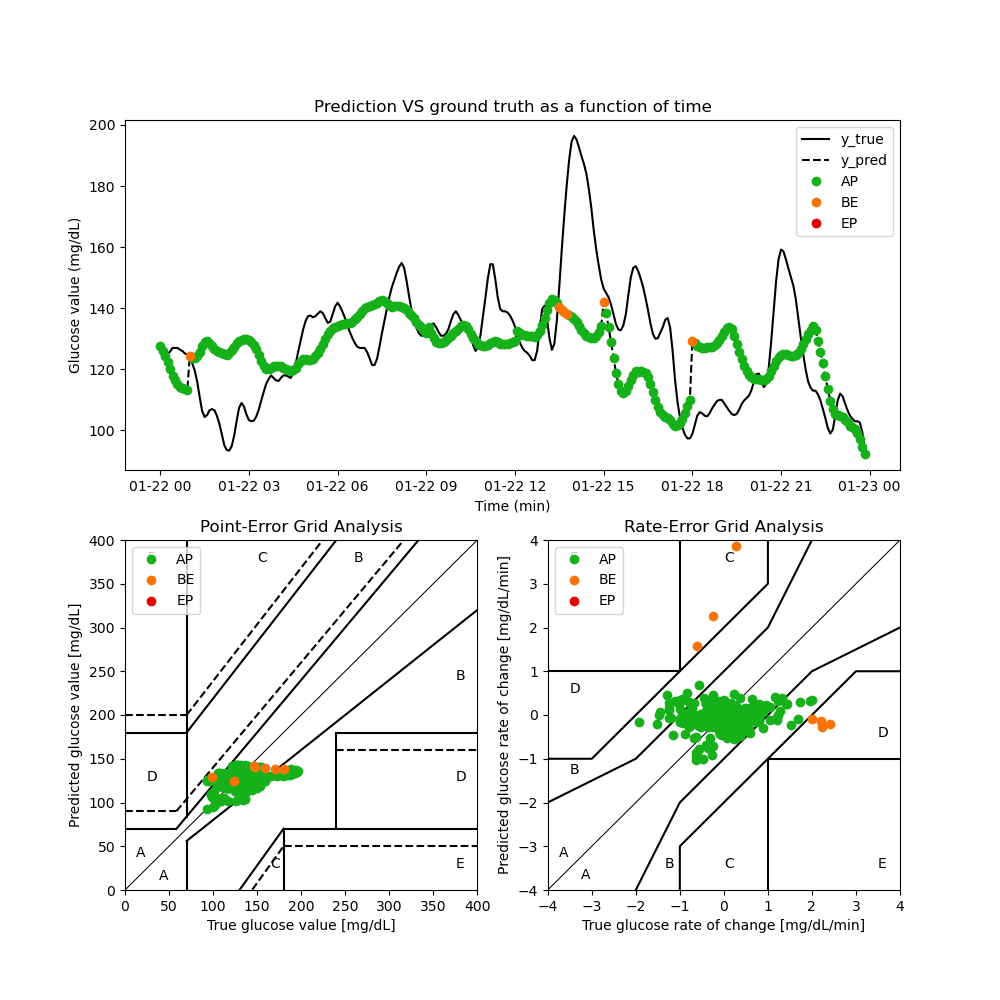 Prediction VS ground truth as a function of time
Glucose value (mg/dL)
200
180
160
140
120
100
y_true
y_pred
AP
BE
EP
01-22 00 01-22 03 01-22 06 01-22 09 01-22 12 01-22 15 01-22 18 01-22 21 01-23 00
Time (min)
Point-Error Grid Analysis
Predicted glucose value [mg/dL]
400
350
300
250
200
150
100
50
0
AP
BE
EP
C
B
B
D
D
A
A
C
E
0 50 100 150 200 250 300 350 400
True glucose value [mg/dL]
Rate-Error Grid Analysis
Predicted glucose rate of change [mg/dL/min]
4
3
2
1
0
−1
−2
−3
−4
AP
BE
EP
C
D
D
B
A
A
B
C
E
−4 −3 −2 −1 0 1 2 3 4
True glucose rate of change [mg/dL/min]